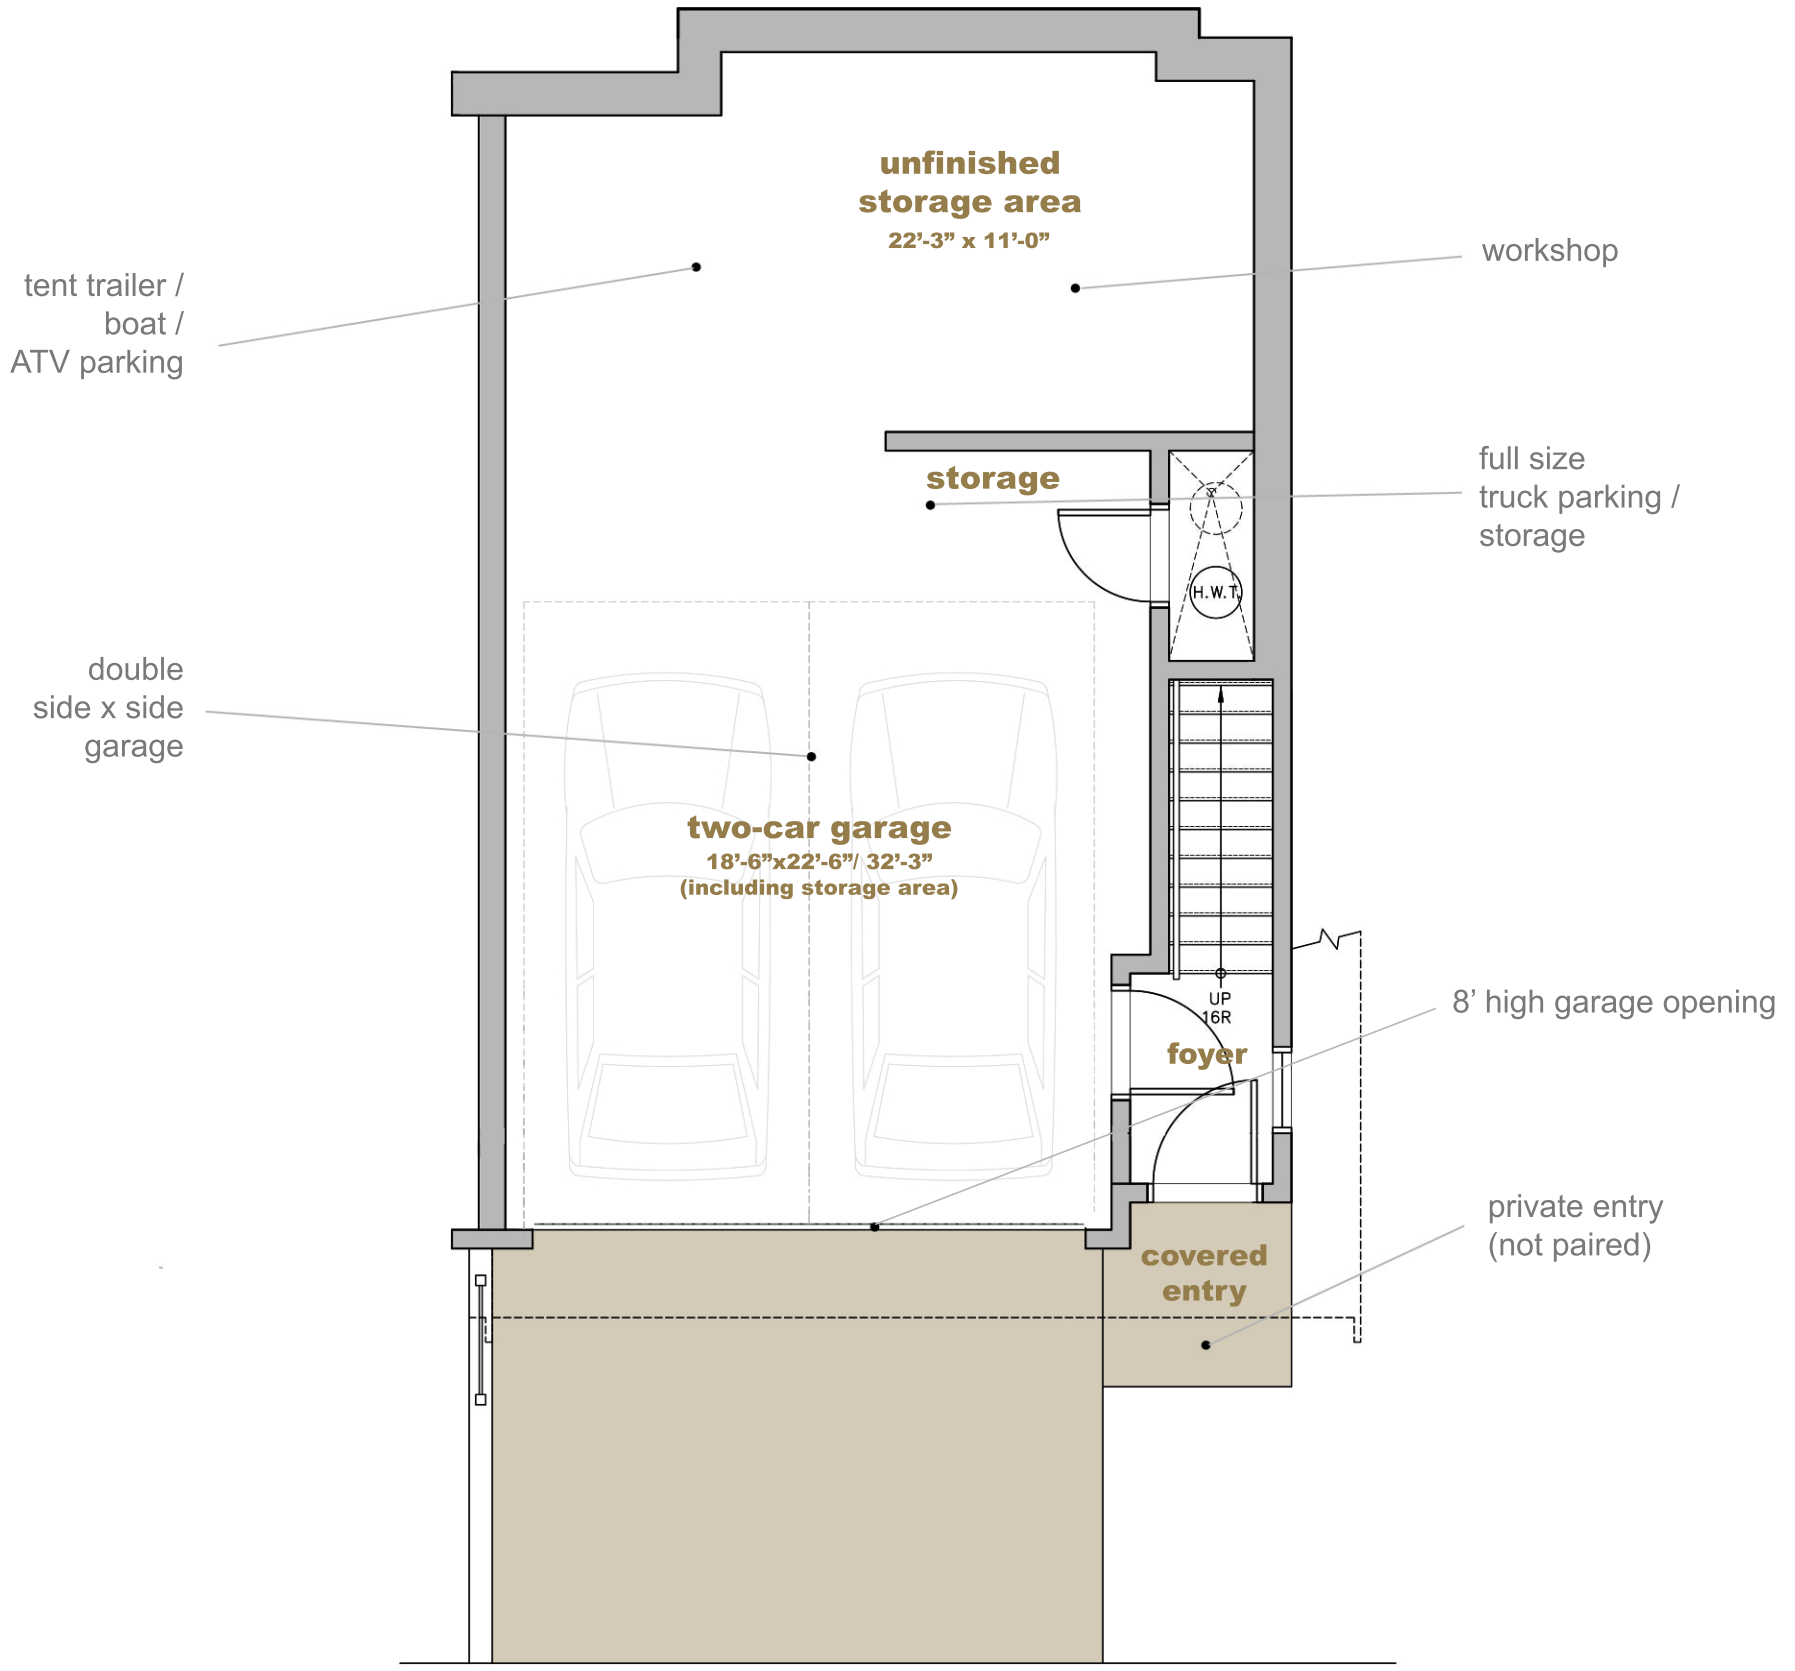 unfinished
storage area
22’-3” x 11’-0”
workshop
tent trailer /
boat /
ATV parking
storage
full size
truck parking /
storage
H.W.T.
double
side x side
garage
two-car garage
18’-6”x22’-6”/ 32’-3”
(including storage area)
UP
16R
8’ high garage opening
foyer
private entry
(not paired)
covered
entry